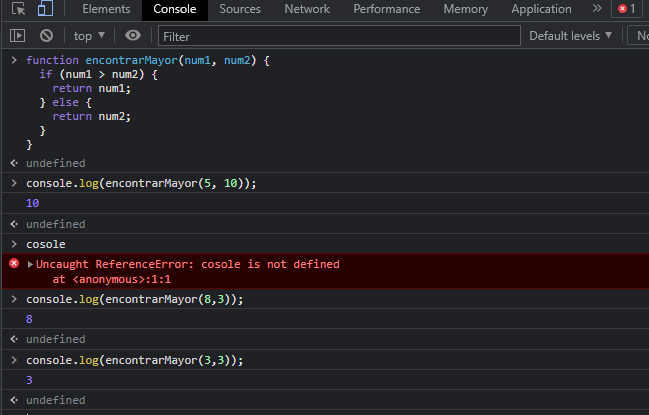 Elements Console Sources Network Performance Memory Application » 1
top Filter Default levels No
> function encontrarMayor(num1, num2) {
if (num1 > num2) {
return num1;
} else {
return num2;
}
}
undefined
> console.log(encontrarMayor(5, 10));
10
undefined
> cosole
Uncaught ReferenceError: cosole is not defined
at <anonymous>:1:1
> console.log(encontrarMayor(8,3));
8
undefined
> console.log(encontrarMayor(3,3));
3
undefined